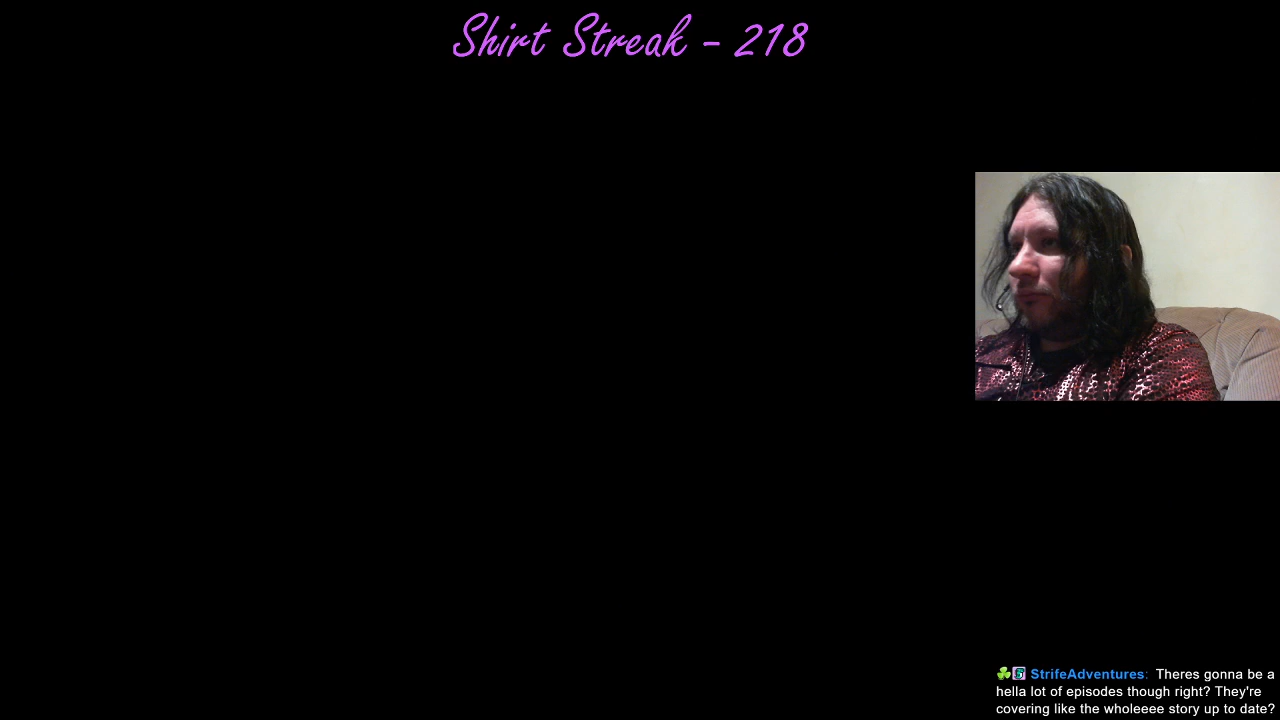 Shirt Streak - 218
StrifeAdventures: Theres gonna be a
hella lot of episodes though right? They're
covering like the wholeeee story up to date?